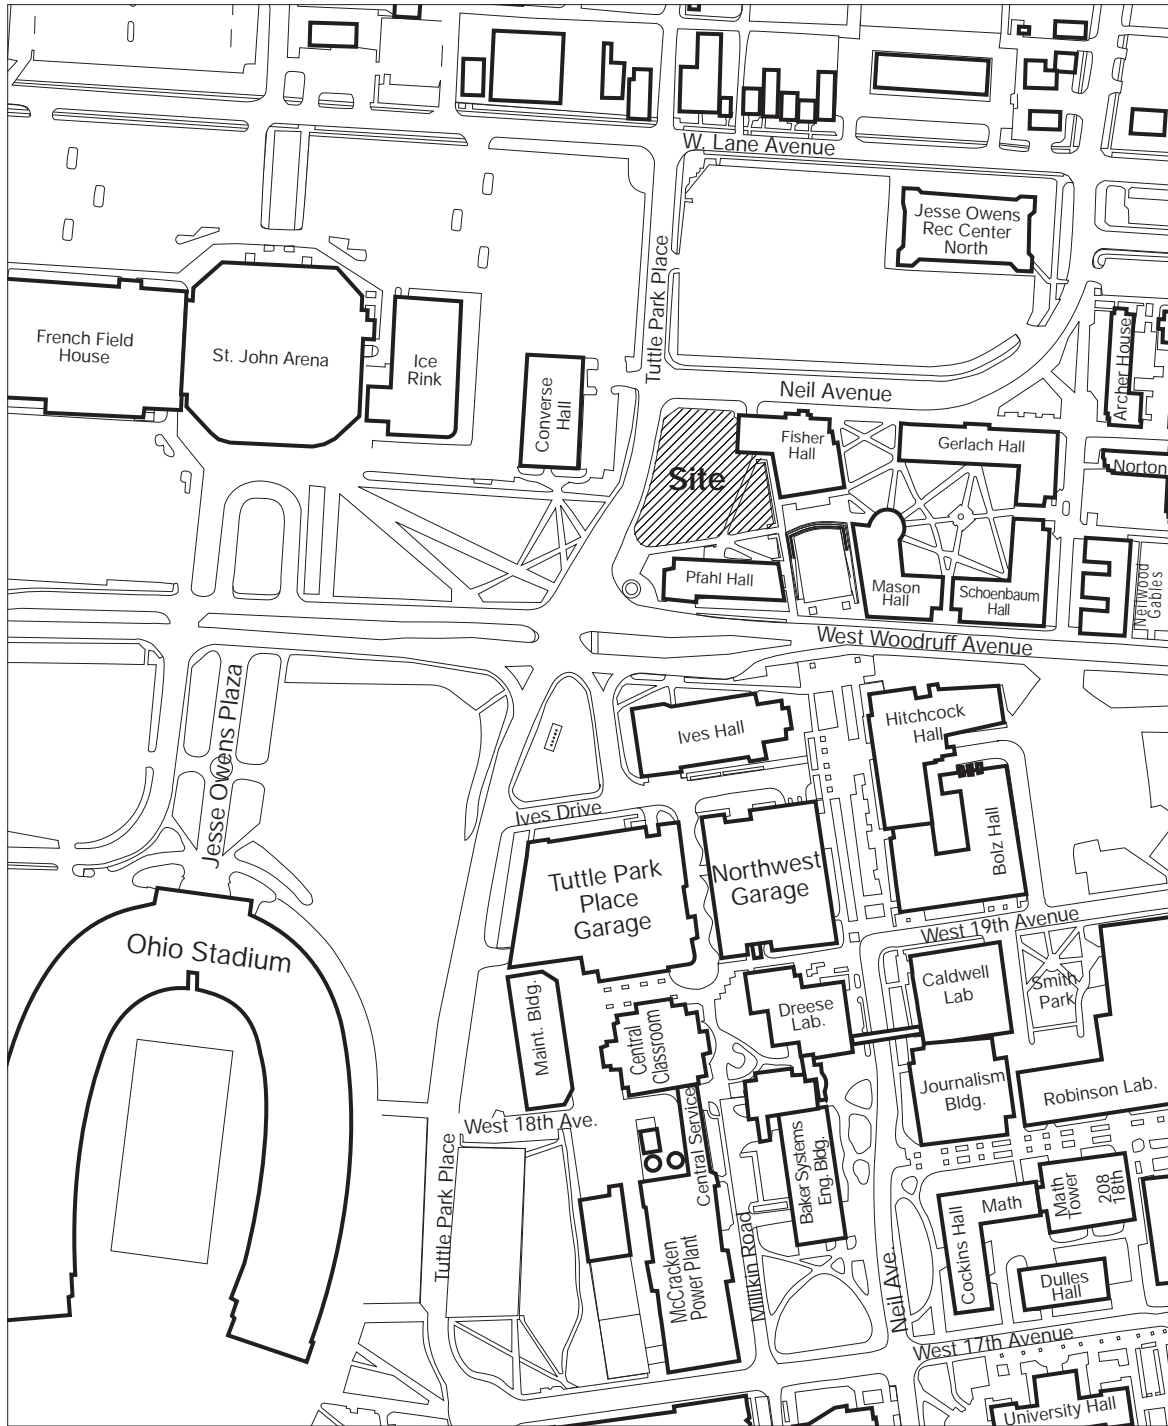 W. Lane Avenue
Jesse Owens
Rec Center
North
Tuttle Park Place
French Field
House
St. John Arena
Ice
Rink
Converse
Hall
Neil Avenue
Archer House
Fisher
Hall
Gerlach Hall
Norton
Site
Pfahl Hall
Mason
Hall
Schoenbaum
Hall
Neilwood
Gables
West Woodruff Avenue
Jesse Owens Plaza
Ives Hall
Hitchcock
Hall
Ives Drive
Bolz Hall
Tuttle Park
Place
Garage
Northwest
Garage
West 19th Avenue
Ohio Stadium
Maint. Bldg.
Central
Classroom
Dreese
Lab.
Caldwell
Lab
Smith
Park
Journalism
Bldg.
Robinson Lab.
West 18th Ave.
Central Service
Baker Systems
Eng. Bldg.
Tuttle Park Place
Math
Math
Tower
208
18th
Cockins Hall
McCracken
Power Plant
Millikin Road
Neil Ave.
Dulles
Hall
West 17th Avenue
University Hall